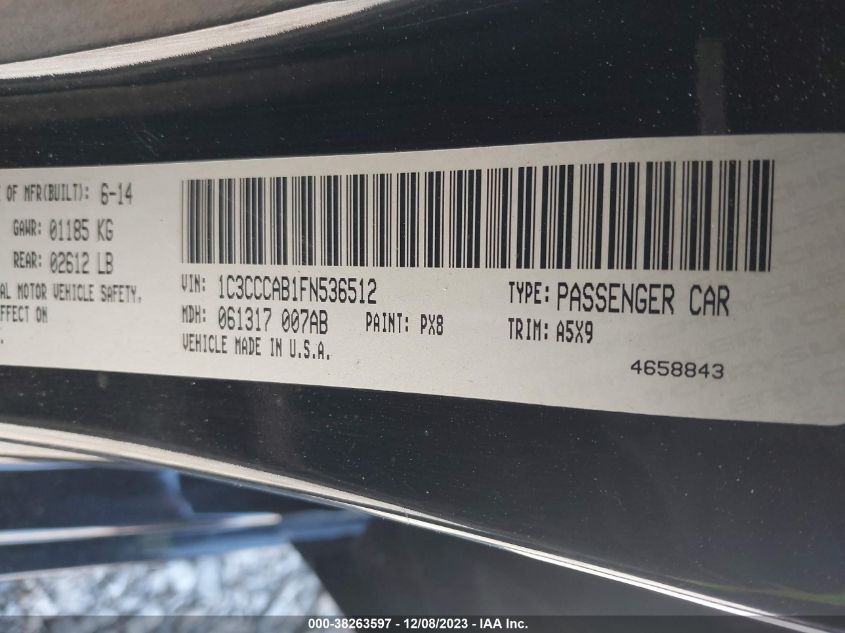 E OF MFR(BUILT): 6-14
GAWR: 01185 KG
REAR: 02612 LB
AL MOTOR VEHICLE SAFETY,
FFECT ON
VIN: 1C3CCCAB1FN536512
TYPE: PASSENGER CAR
MDH: 061317 007AB
PAINT: PX8
TRIM: A5X9
VEHICLE MADE IN U.S.A.
4658843
000-38263597 - 12/08/2023 - IAA Inc.